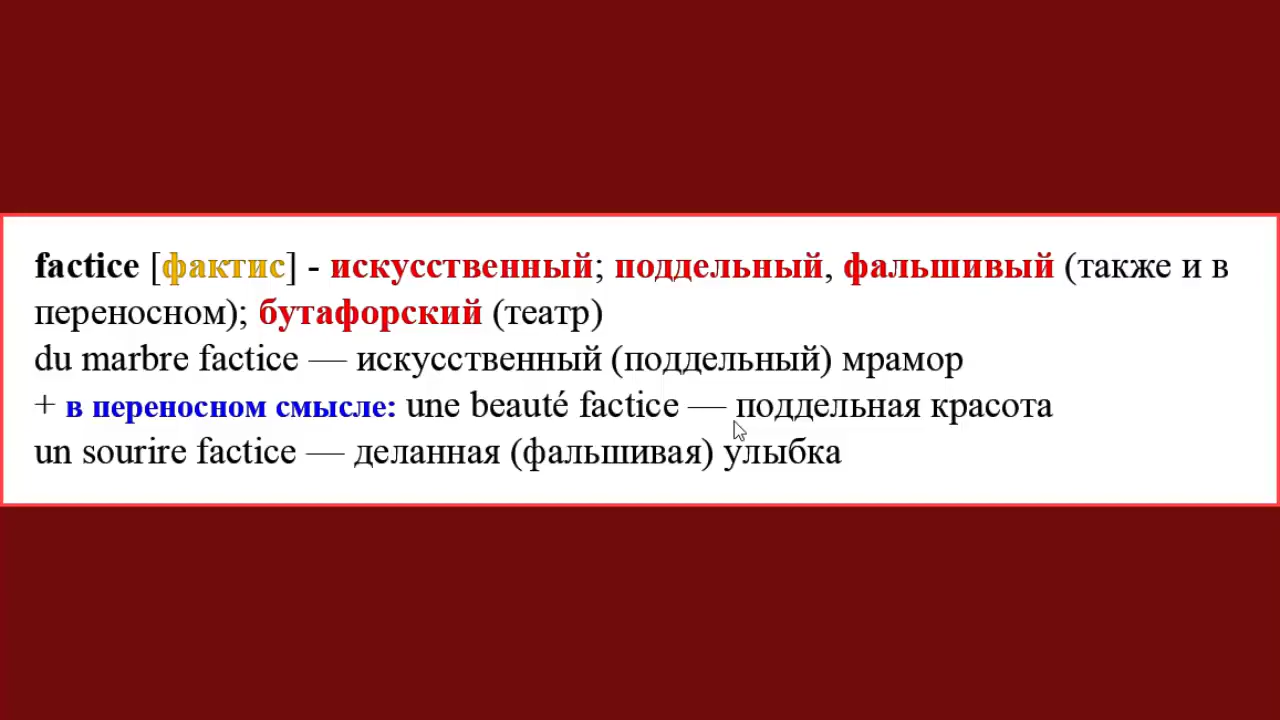 factice [фактис] - искусственный; поддельный, фальшивый (также и в
переносном); бутафорский (театр)
du marbre factice — искусственный (поддельный) мрамор
+ в переносном смысле: une beauté factice — поддельная красота
un sourire factice — деланная (фальшивая) улыбка